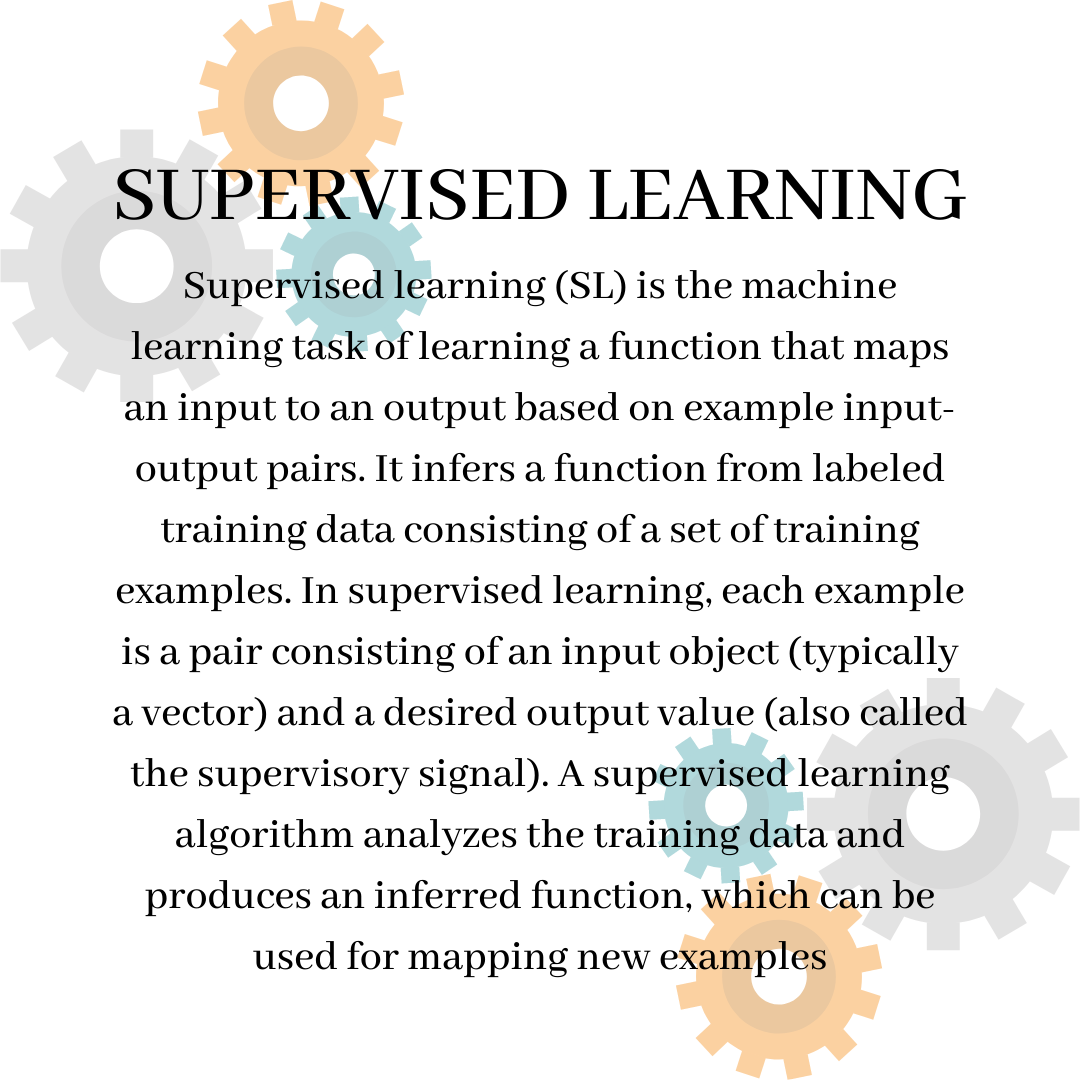 SUPERVISED LEARNING
Supervised learning (SL) is the machine
learning task of learning a function that maps
an input to an output based on example input-
output pairs. It infers a function from labeled
training data consisting of a set of training
examples. In supervised learning, each example
is a pair consisting of an input object (typically
a vector) and a desired output value (also called
the supervisory signal). A supervised learning
algorithm analyzes the training data and
produces an inferred function, which can be
used for mapping new examples